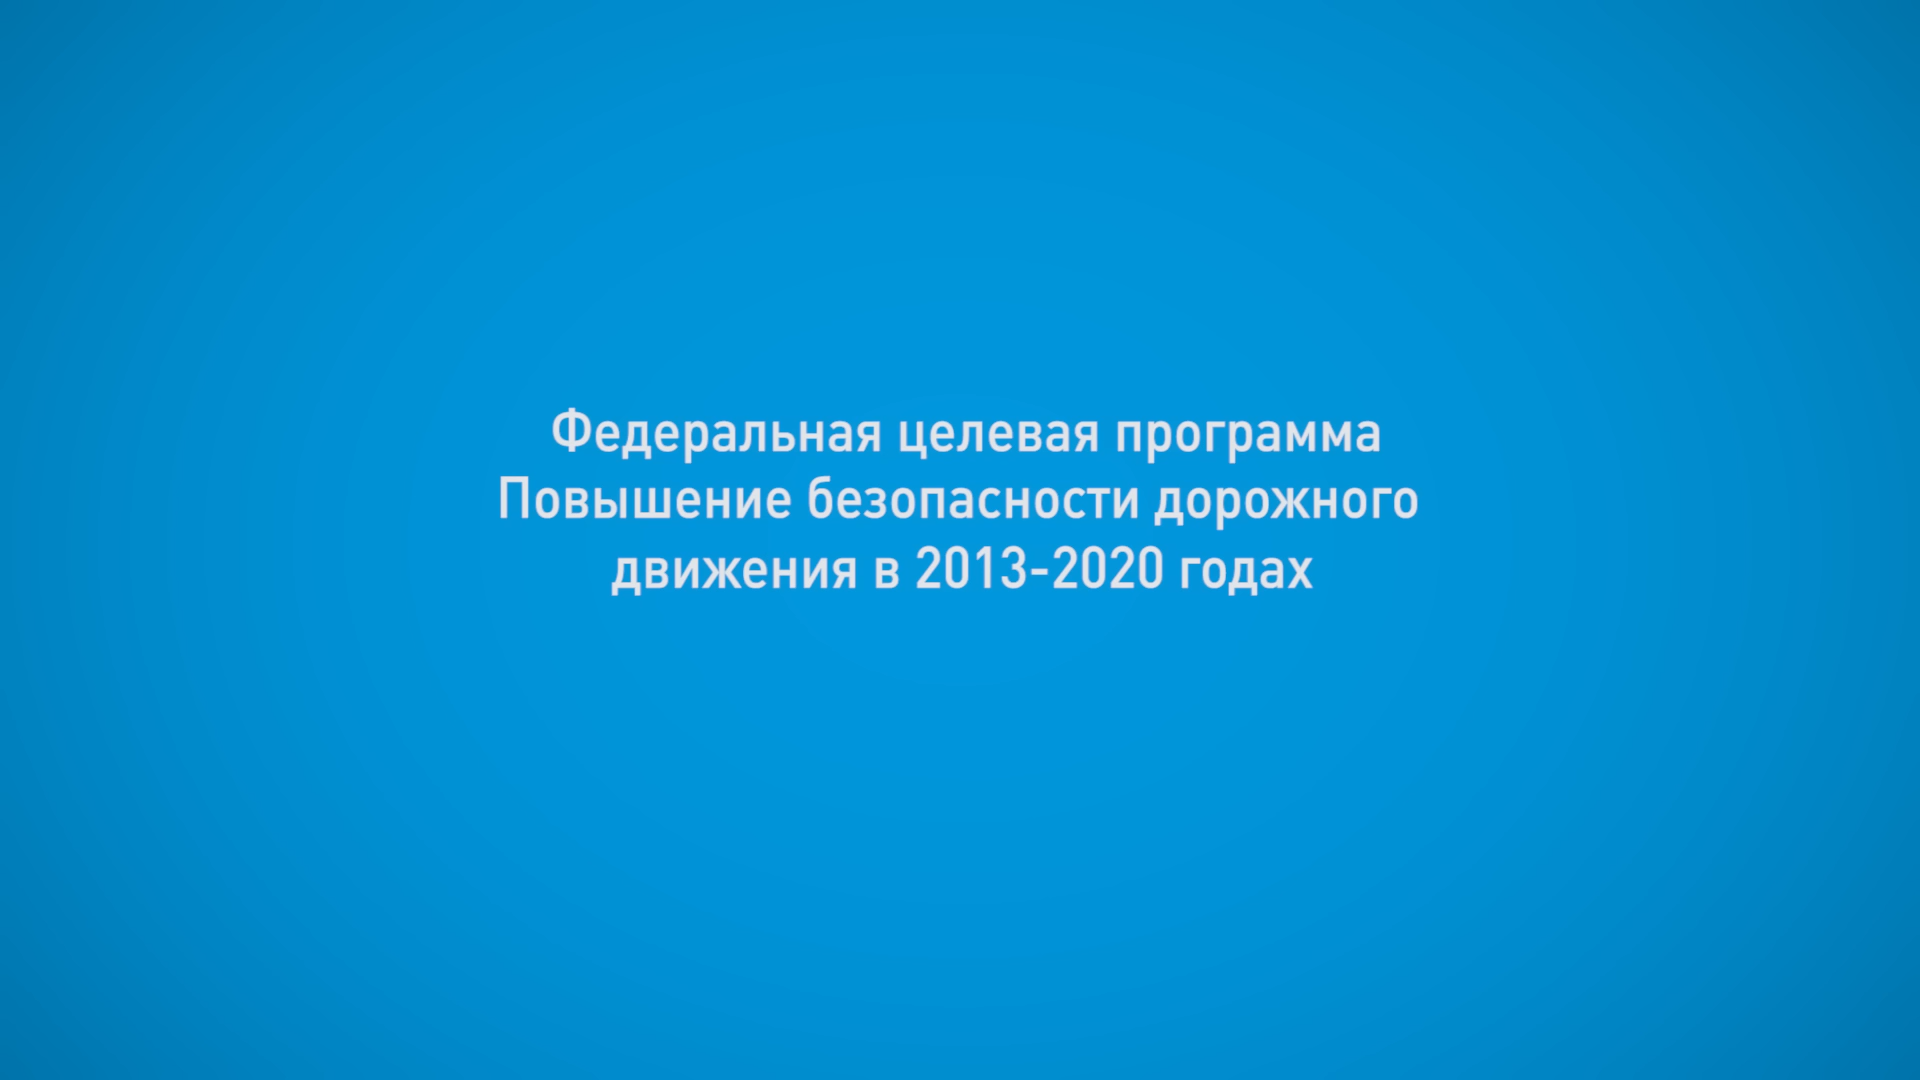 Федеральная целевая программа
Повышение безопасности дорожного
движения в 2013-2020 годах